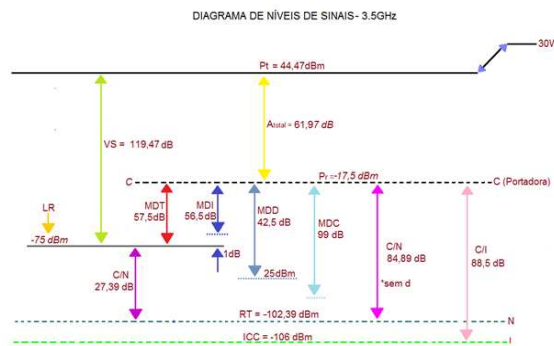 DIAGRAMA DE NÍVEIS DE SINAIS- 3.5GHz
30W
Pt = 44,47dBm
VS = 119,47 dB
Atotal = 61,97 dB
Pr=-17,5 dBm
C
C (Portadora)
LR
-75 dBm
MDT
57,5dB
MDI
56,5dB
MDD
42,5 dB
MDC
99 dB
C/N
84,89 dB
*sem d
C/I
88,5 dB
1dB
C/N
27,39 dB
25dBm
RT = -102,39 dBm
N
ICC = -106 dBm
I